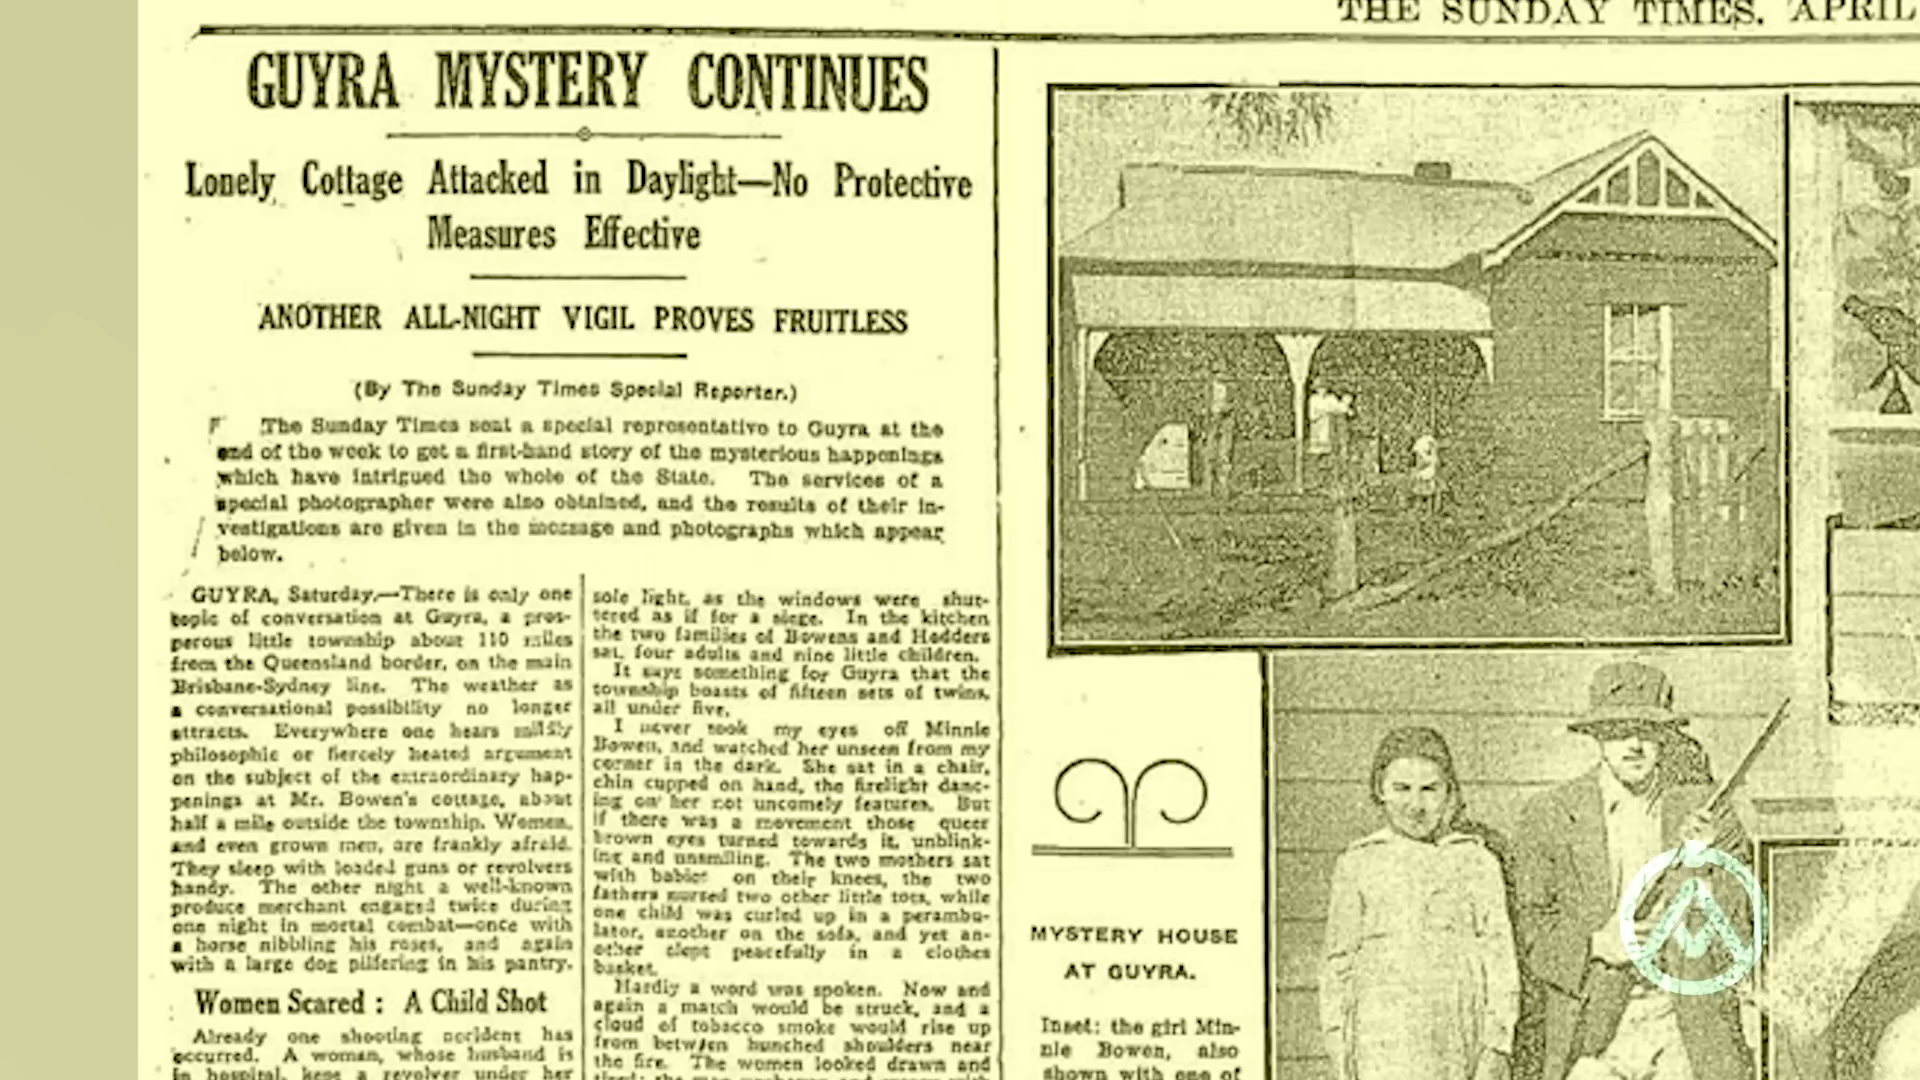 THE SUNDAY TIMES. APRIL
GUYRA MYSTERY CONTINUES
Lonely Cottage Attacked in Daylight—No Protective
Measures Effective
ANOTHER ALL-NIGHT VIGIL PROVES FRUITLESS
(By The Sunday Times Special Reporter.)
The Sunday Times sent a special representative to Guyra at the
end of the week to get a first-hand story of the mysterious happenings
which have intrigued the whole of the State. The services of a
special photographer were also obtained, and the results of their in-
vestigations are given in the message and photographs which appear
below.
GUYRA, Saturday.—There is only one
topic of conversation at Guyra, a pros-
perous little township about 110 miles
from the Queensland border, on the main
Brisbane-Sydney line. The weather as
a conversational possibility no longer
attracts. Everywhere one hears mildly
philosophic or fiercely heated argument
on the subject of the extraordinary hap-
penings at Mr. Bowen's cottage, about
half a mile outside the township. Women,
and even grown men, are frankly afraid.
They sleep with loaded guns or revolvers
handy. The other night a well-known
produce merchant engaged twice during
one night in mortal combat—once with
a horse nibbling his roses, and again
with a large dog pilfering in his pantry.
Women Scared: A Child Shot
Already one shooting accident has
occurred. A woman, whose husband is
in hospital, kept a revolver under her
sole light, as the windows were shut-
tered as if for a siege. In the kitchen
the two families of Bowens and Hodders
sat, four adults and nine little children.
It says something for Guyra that the
township boasts of fifteen sets of twins,
all under five.
I never took my eyes off Minnie
Bowen, and watched her unseen from my
corner in the dark. She sat in a chair,
chin cupped on hand, the firelight danc-
ing on her not uncomely features. But
if there was a movement those queer
brown eyes turned towards it, unblink-
ing and unsmiling. The two mothers sat
with babies on their knees, the two
fathers nursed two other little tots, while
one child was curled up in a perambu-
lator, another on the sofa, and yet an-
other slept peacefully in a clothes
basket.
Hardly a word was spoken. Now and
again a match would be struck, and a
cloud of tobacco smoke would rise up
from between hunched shoulders near
the fire. The women looked drawn and
MYSTERY HOUSE
AT GUYRA.
Inset: the girl Min-
nie Bowen, also
shown with one of